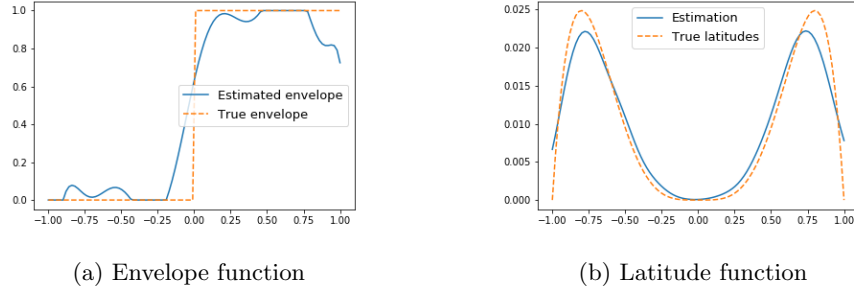 1.0
0.8
0.6
0.4
0.2
0.0
−1.00 −0.75 −0.50 −0.25 0.00 0.25 0.50 0.75 1.00
Estimated envelope
True envelope
(a) Envelope function
0.025
0.020
0.015
0.010
0.005
0.000
−1.00 −0.75 −0.50 −0.25 0.00 0.25 0.50 0.75 1.00
Estimation
True latitudes
(b) Latitude function